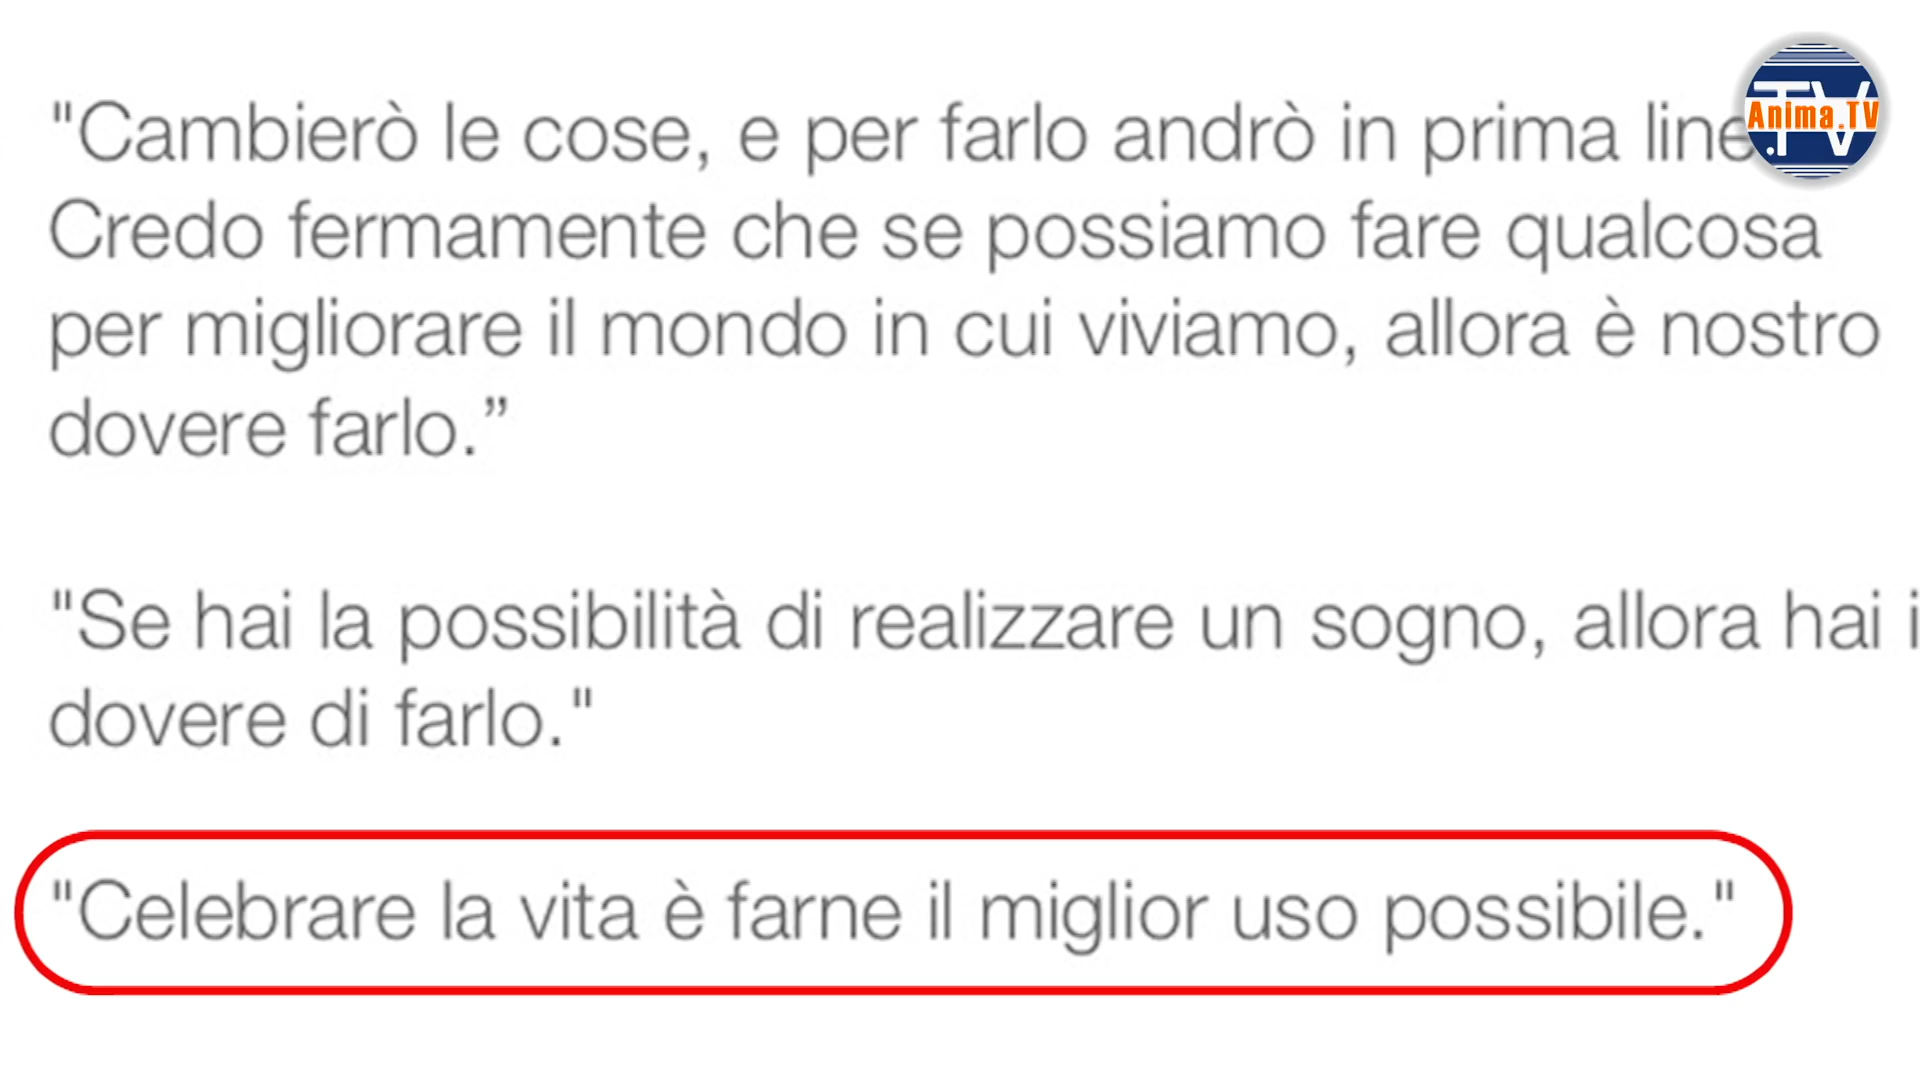 "Cambierò le cose, e per farlo andrò in prima
Credo fermamente che se possiamo fare qualcosa
per migliorare il mondo in cui viviamo, allora è nostro
dovere farlo.”
"Se hai la possibilità di realizzare un sogno, allora hai
dovere di farlo."
"Celebrare la vita è farne il miglior uso possibile."
.TV
Anima.TV